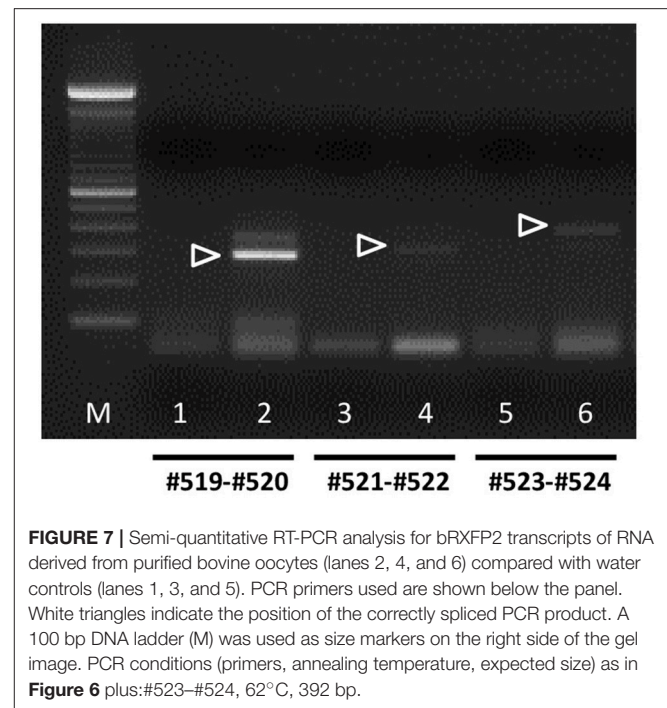 M 1 2 3 4 5 6
#519-#520 #521-#522 #523-#524
FIGURE 7 | Semi-quantitative RT-PCR analysis for bRXFP2 transcripts of RNA
derived from purified bovine oocytes (lanes 2, 4, and 6) compared with water
controls (lanes 1, 3, and 5). PCR primers used are shown below the panel.
White triangles indicate the position of the correctly spliced PCR product. A
100 bp DNA ladder (M) was used as size markers on the right side of the gel
image. PCR conditions (primers, annealing temperature, expected size) as in
Figure 6 plus:#523–#524, 62°C, 392 bp.